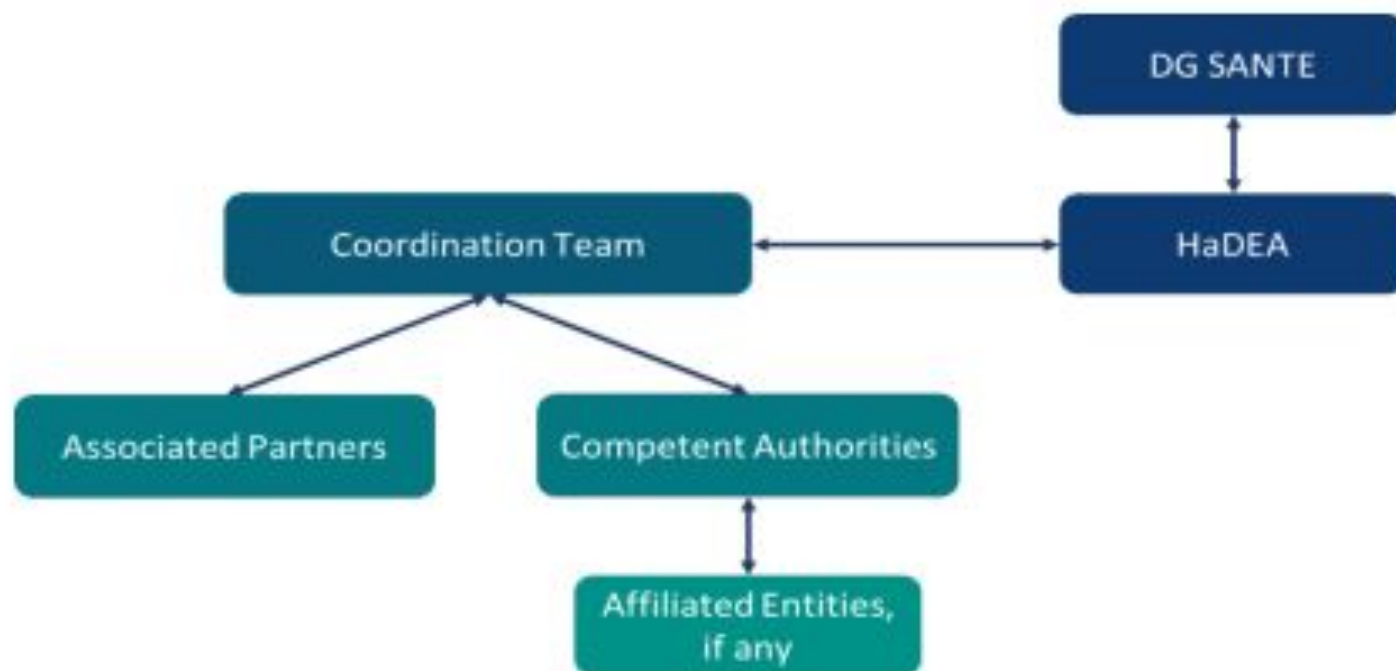 DG SANTE
Coordination Team
HaDEA
Associated Partners
Competent Authorities
Affiliated Entities,
if any